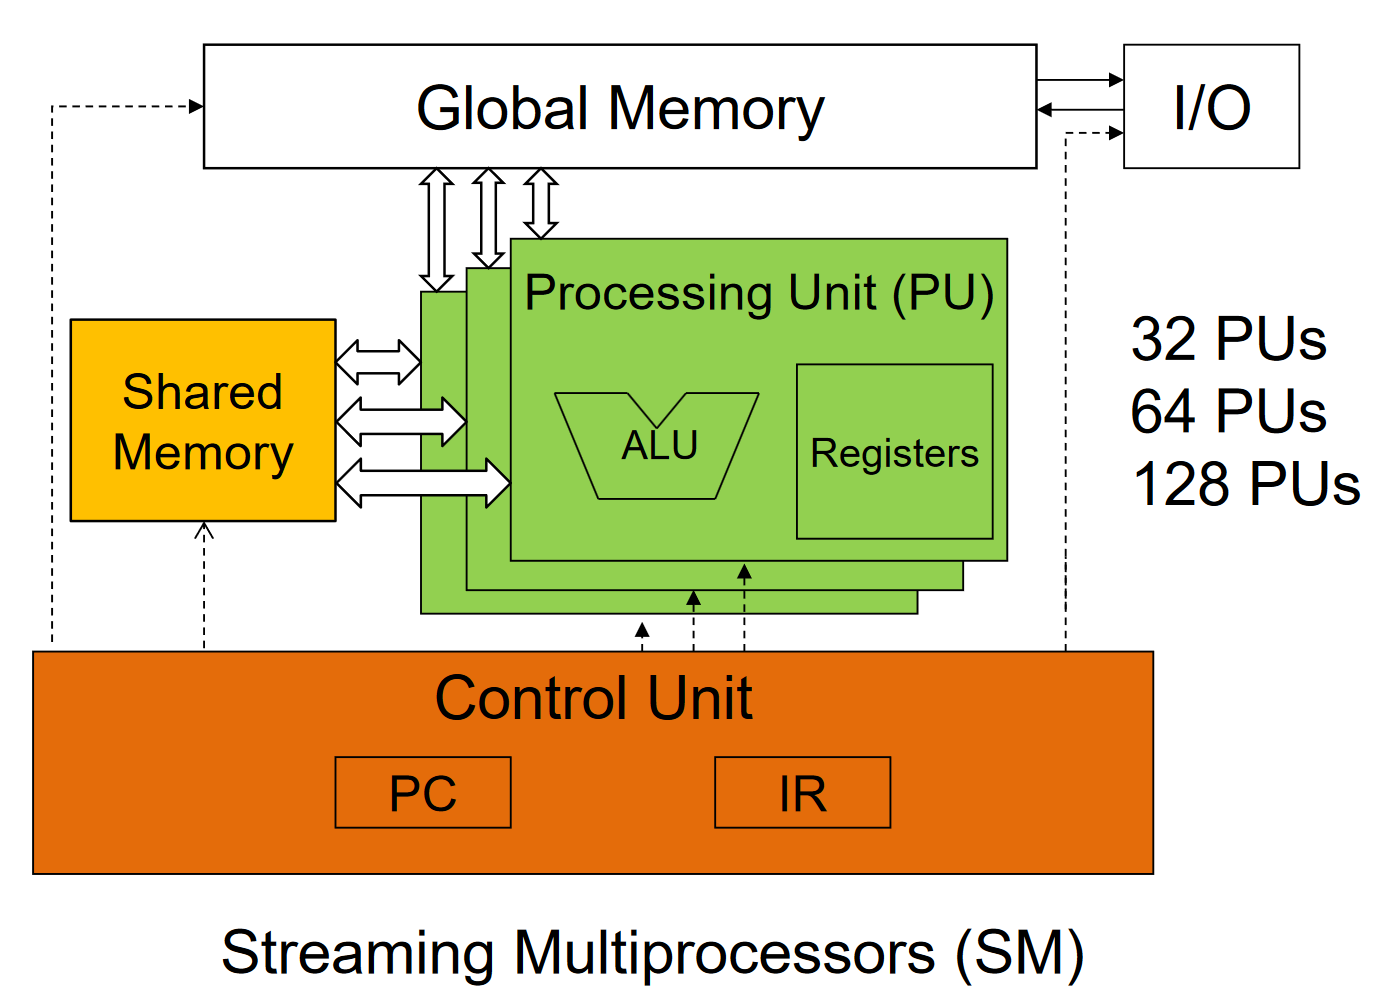 Global Memory
I/O
Processing Unit (PU)
32 PUs
64 PUs
128 PUs
Shared
Memory
ALU
Registers
Control Unit
PC
IR
Streaming Multiprocessors (SM)